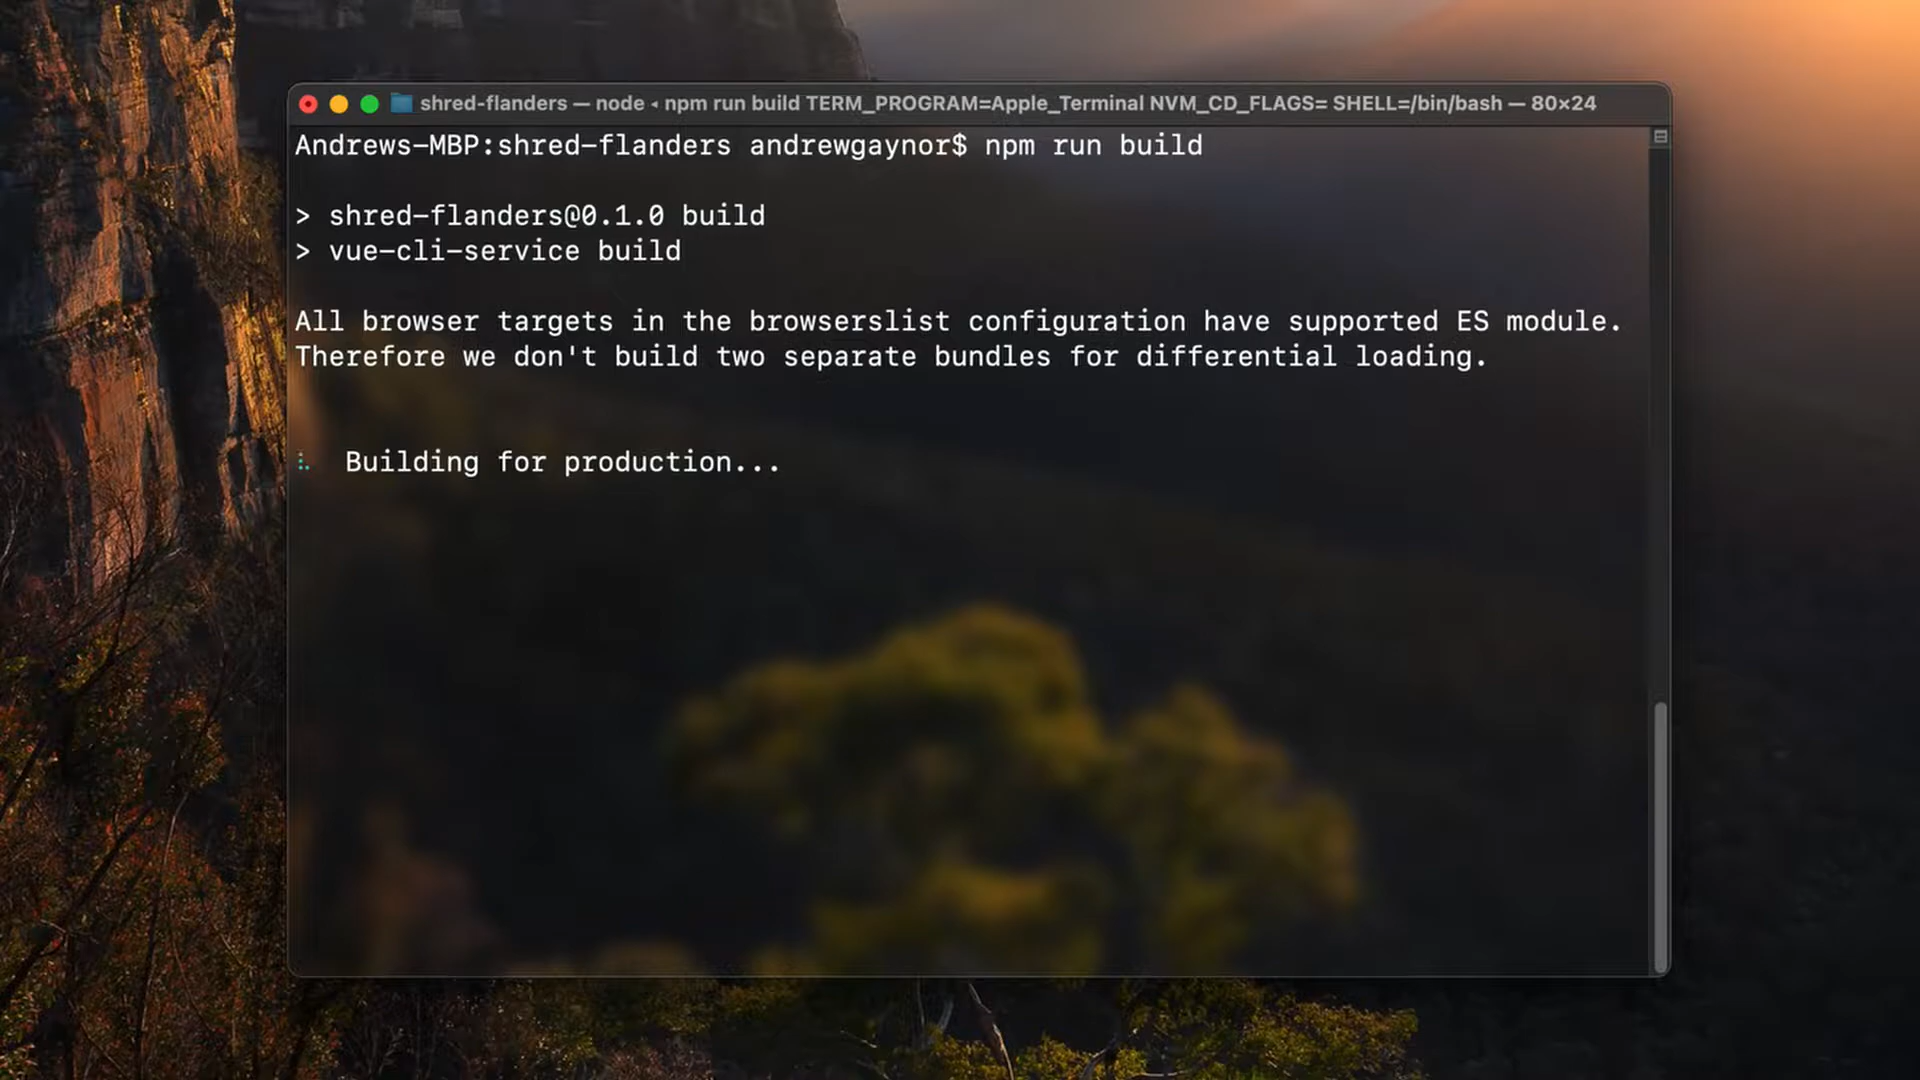 shred-flanders — node ◂ npm run build TERM_PROGRAM=Apple_Terminal NVM_CD_FLAGS= SHELL=/bin/bash — 80×24
Andrews-MBP:shred-flanders andrewgaynor$ npm run build
> shred-flanders@0.1.0 build
> vue-cli-service build
All browser targets in the browserslist configuration have supported ES module.
Therefore we don't build two separate bundles for differential loading.
Building for production...